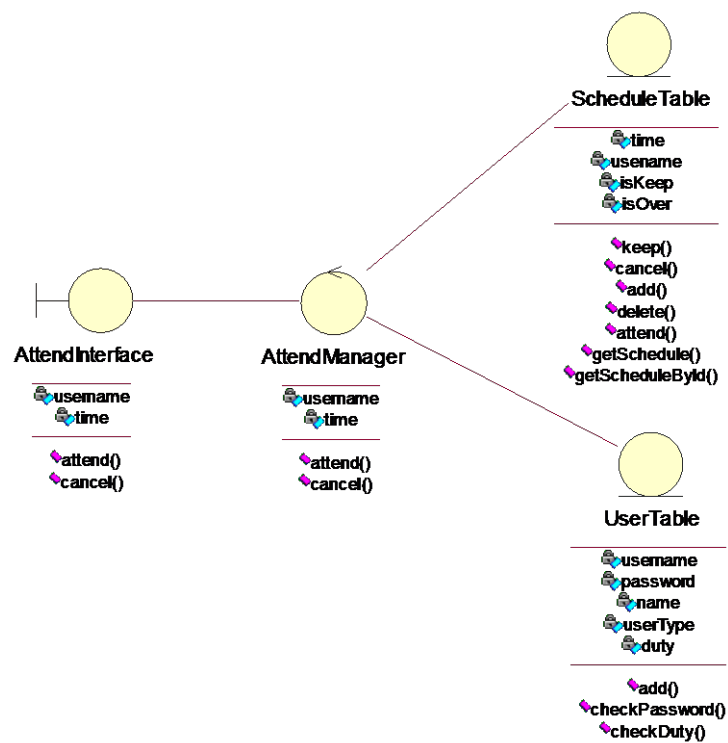 ScheduleTable
time
usename
isKeep
isOver
keep()
cancel()
add()
delete()
attend()
getSchedule()
getScheduleById()
AttendInterface
username
time
attend()
cancel()
AttendManager
username
time
attend()
cancel()
UserTable
username
password
name
userType
duty
add()
checkPassword()
checkDuty()